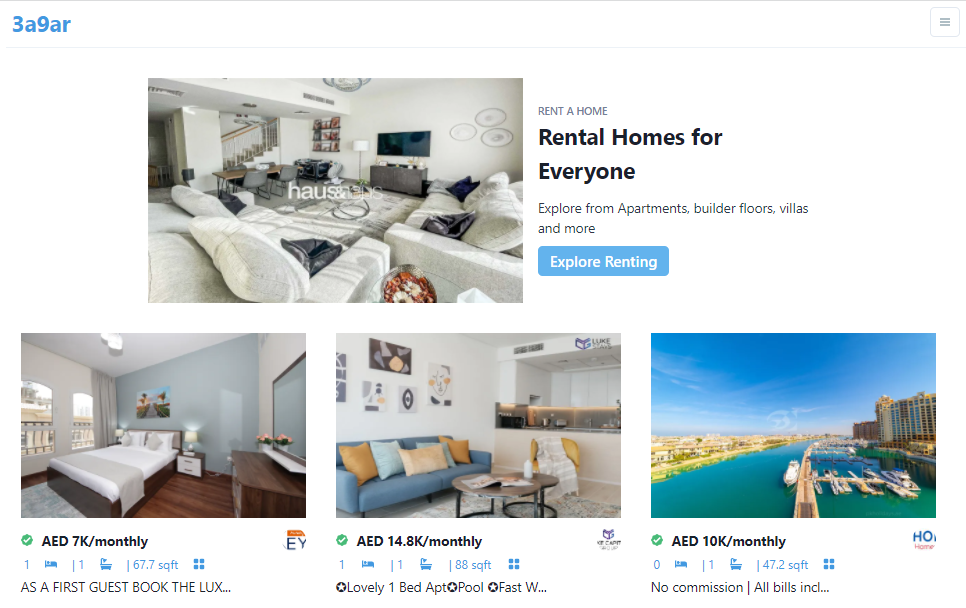 3a9ar
RENT A HOME
Rental Homes for
Everyone
Explore from Apartments, builder floors, villas
and more
Explore Renting
haus&haus
LUKE
AED 7K/monthly
EY
1 | 1 | 67.7 sqft
AS A FIRST GUEST BOOK THE LUX...
AED 14.8K/monthly
1 | 1 | 88 sqft
✪Lovely 1 Bed Apt✪Pool ✪Fast W...
AED 10K/monthly
HO
Home
0 | 1 | 47.2 sqft
No commission | All bills incl...